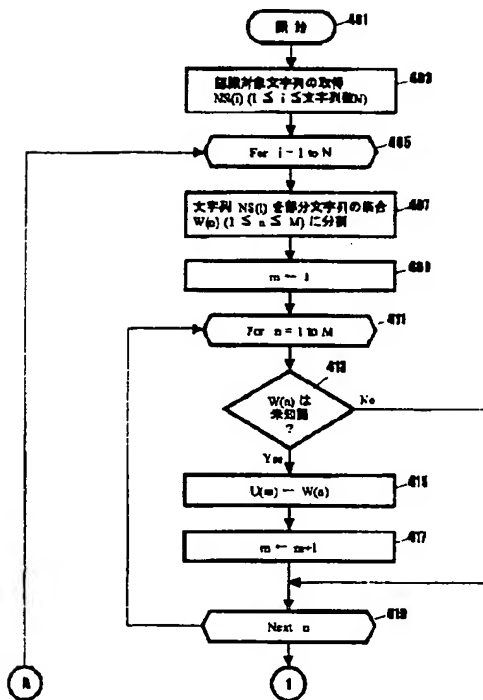 開始
401
認識対象文字列の取得
NS(i) (1 ≤ i ≤文字列数N)
403
For i = 1 to N
405
文字列 NS(i) を部分文字列の集合
W(n) (1 ≤ n ≤ M) に分割
407
m ← 1
409
For n = 1 to M
411
413
W(n) は
未知語
?
No
Yes
U(m) ← W(n)
415
m ← m+1
417
Next n
419
A
1